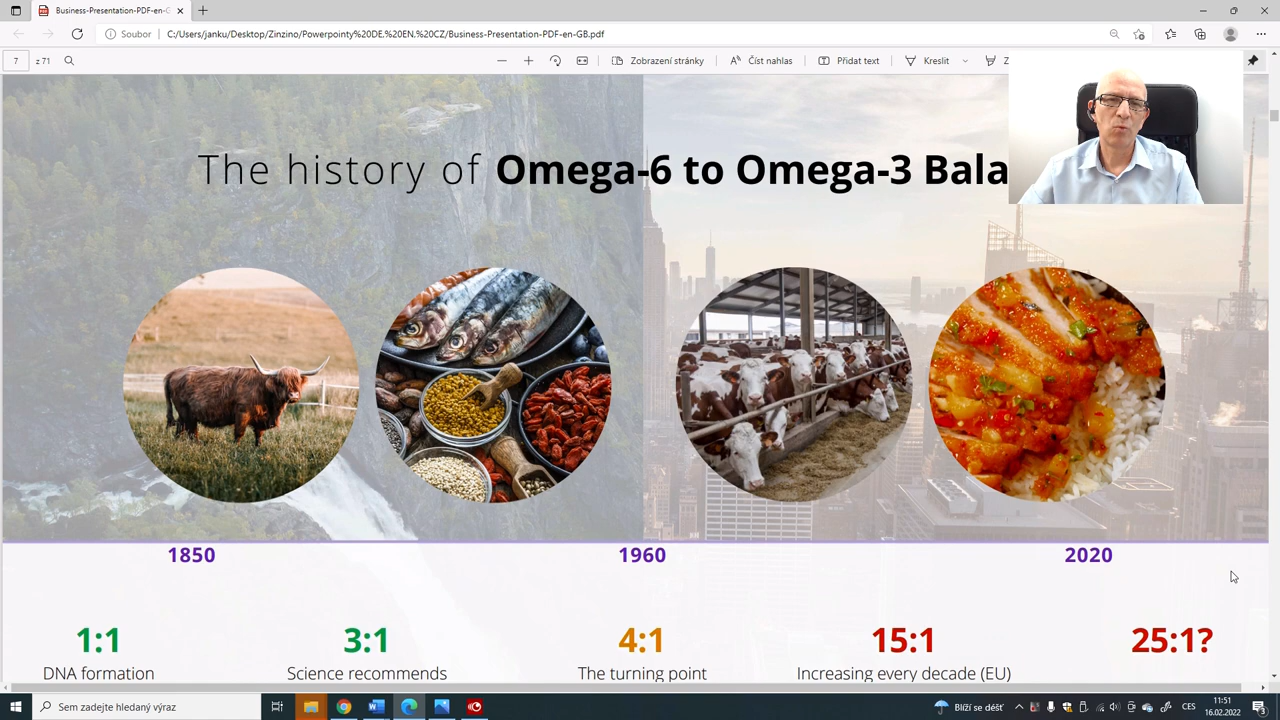 Business-Presentation-PDF-en-G
Soubor
C:/Users/janku/Desktop/Zinzino/Powerpointy%20DE.%20EN.%20CZ/Business-Presentation-PDF-en-GB.pdf
7
z 71
Zobrazení stránky
Číst nahlas
Přidat text
Kreslit
The history of Omega-6 to Omega-3 Bala
1850
1960
2020
1:1
3:1
4:1
15:1
25:1?
DNA formation
Science recommends
The turning point
Increasing every decade (EU)
Sem zadejte hledaný výraz
Blíží se déšť
CES
11:51
16.02.2022
3